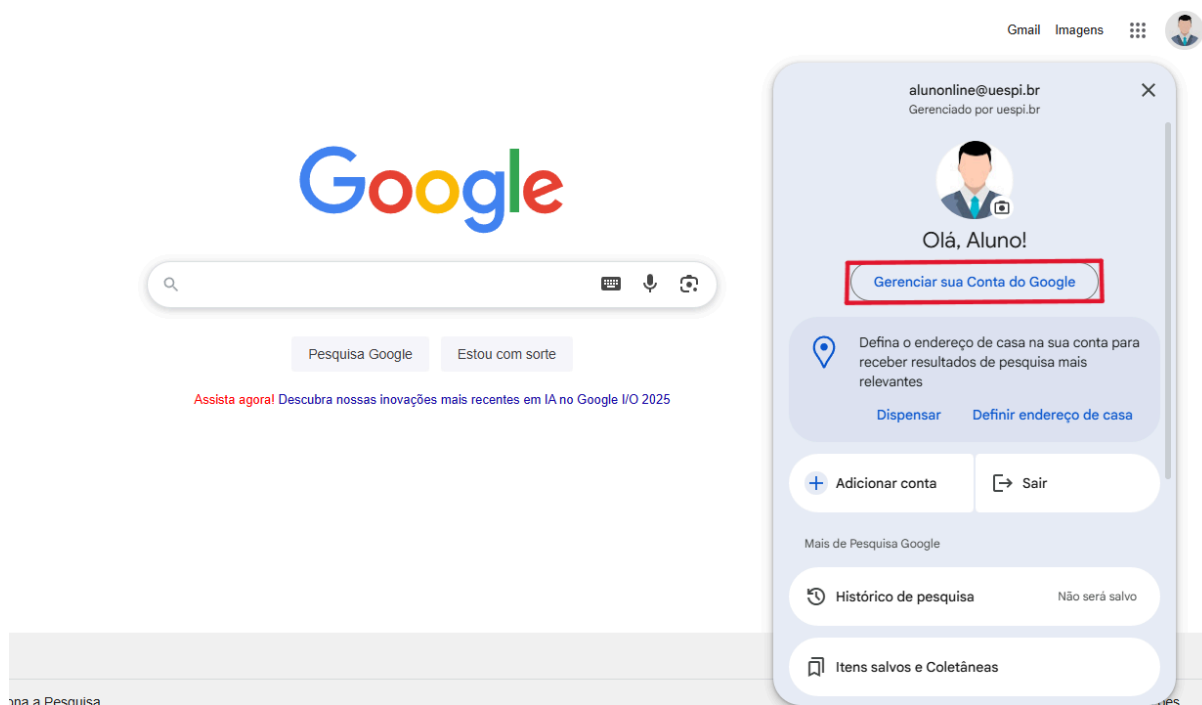 Gmail Imagens
alunonline@uespi.br
Gerenciado por uespi.br
Google
Olá, Aluno!
Gerenciar sua Conta do Google
Defina o endereço de casa na sua conta para
receber resultados de pesquisa mais
relevantes
Dispensar Definir endereço de casa
Pesquisa Google Estou com sorte
Assista agora! Descubra nossas inovações mais recentes em IA no Google I/O 2025
Adicionar conta Sair
Mais de Pesquisa Google
Histórico de pesquisa Não será salvo
Itens salvos e Coletâneas
a Pesquisa